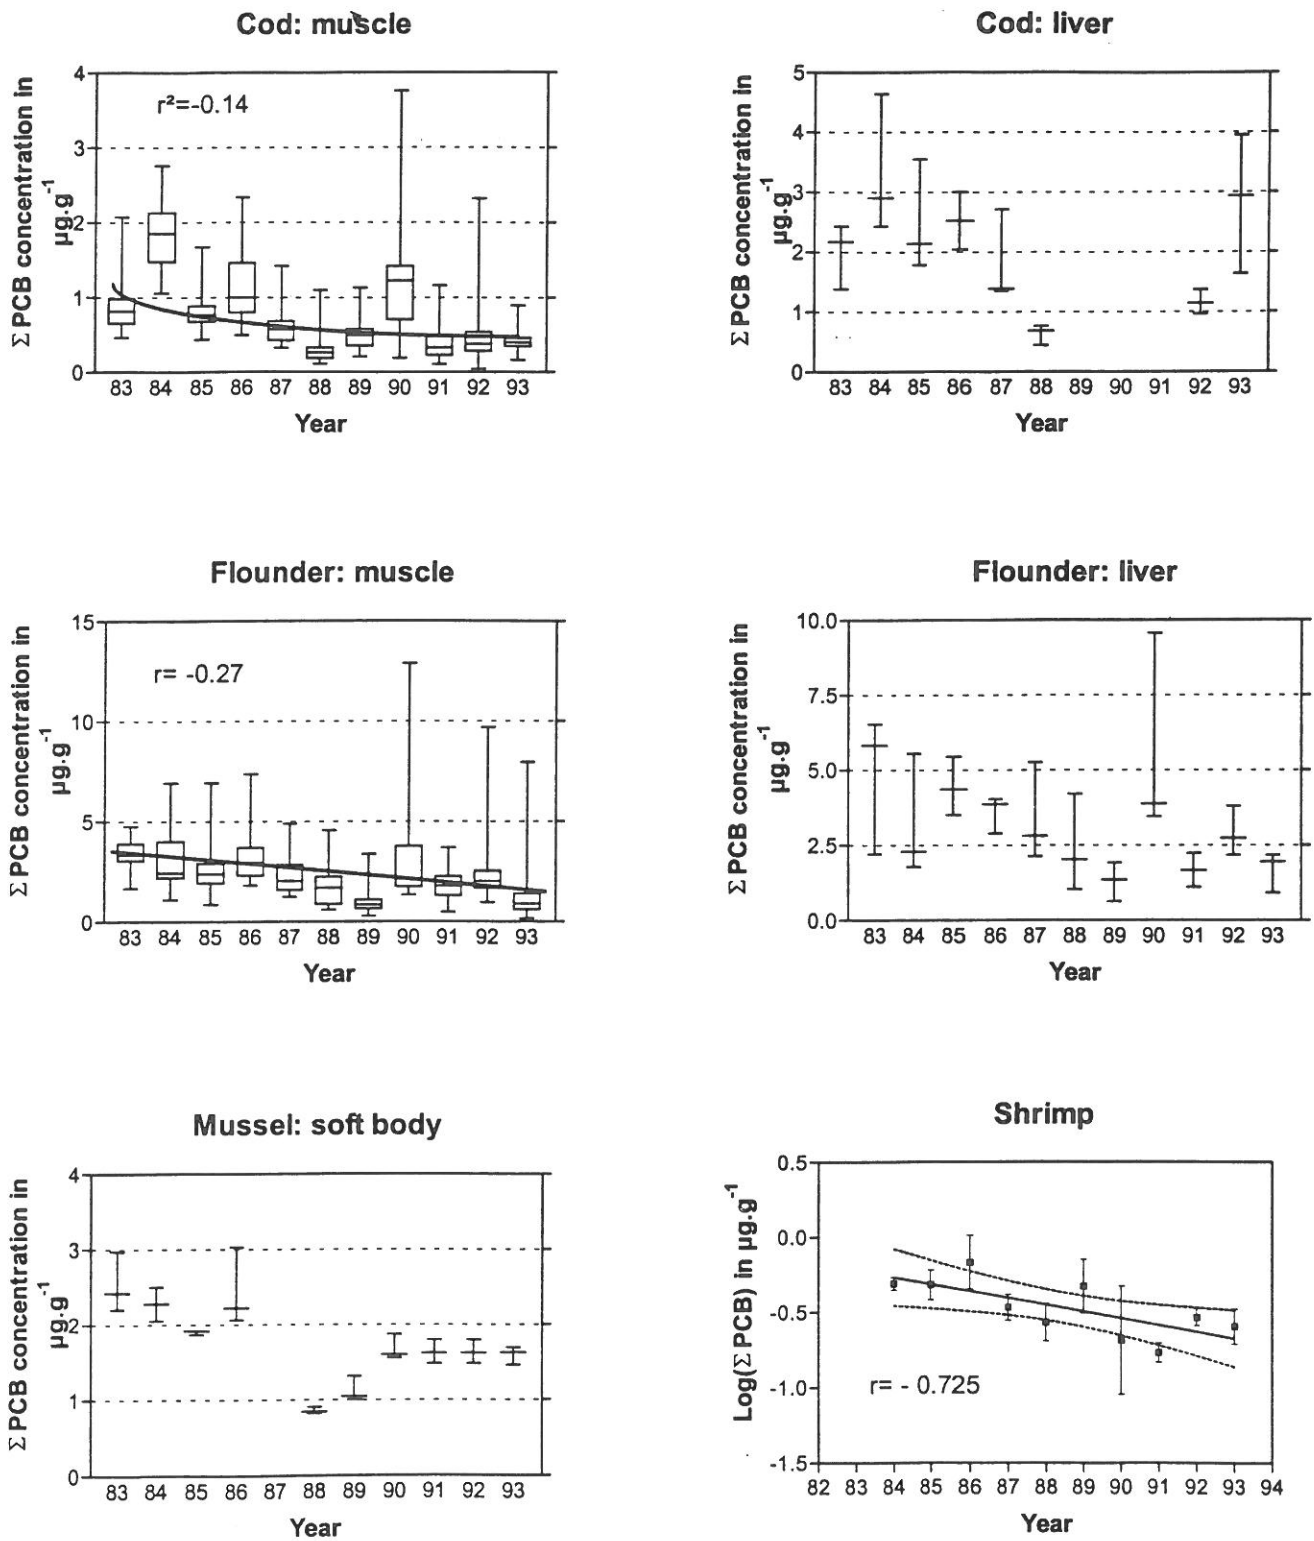 Cod: muscle
Σ PCB concentration in
µg.g-1
4
3
2
1
0
r²=-0.14
83 84 85 86 87 88 89 90 91 92 93
Year
Cod: liver
Σ PCB concentration in
µg.g-1
5
4
3
2
1
0
83 84 85 86 87 88 89 90 91 92 93
Year
Flounder: muscle
Σ PCB concentration in
µg.g-1
15
10
5
0
r= -0.27
83 84 85 86 87 88 89 90 91 92 93
Year
Flounder: liver
Σ PCB concentration in
µg.g-1
10.0
7.5
5.0
2.5
0.0
83 84 85 86 87 88 89 90 91 92 93
Year
Mussel: soft body
Σ PCB concentration in
µg.g-1
4
3
2
1
0
83 84 85 86 87 88 89 90 91 92 93
Year
Shrimp
Log(Σ PCB) in µg.g-1
0.5
0.0
-0.5
-1.0
-1.5
r= - 0.725
82 83 84 85 86 87 88 89 90 91 92 93 94
Year